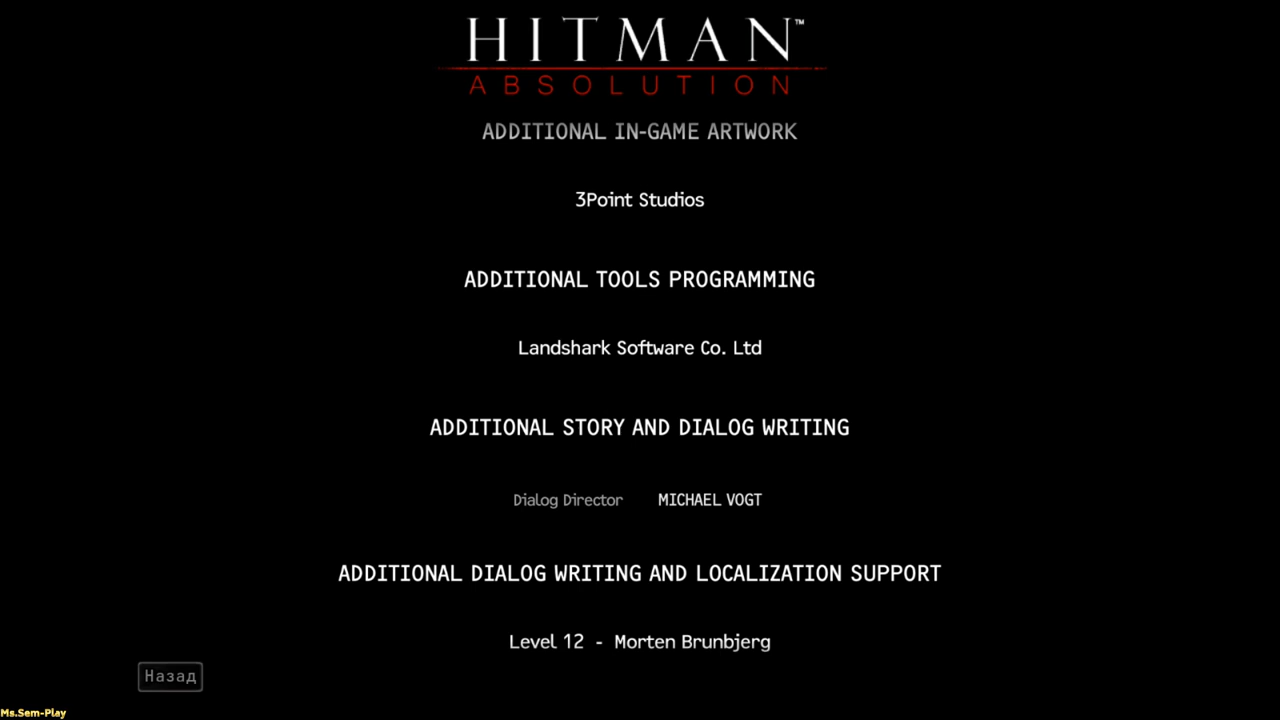 HITMAN™
ABSOLUTION
ADDITIONAL IN-GAME ARTWORK
3Point Studios
ADDITIONAL TOOLS PROGRAMMING
Landshark Software Co. Ltd
ADDITIONAL STORY AND DIALOG WRITING
Dialog Director MICHAEL VOGT
ADDITIONAL DIALOG WRITING AND LOCALIZATION SUPPORT
Level 12 - Morten Brunbjerg
Назад
Ms.Sem-Play